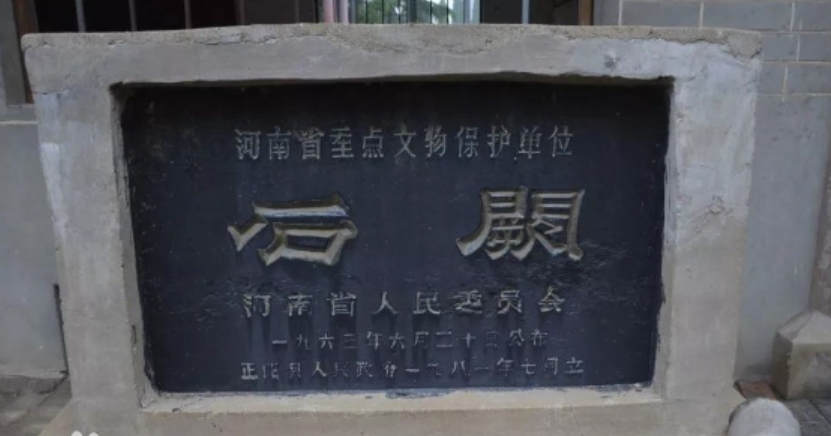 河南省重点文物保护单位
石阙
河南省人民委员会
一九六三年六月二十日公布
正阳县人民政府一九八一年七月立